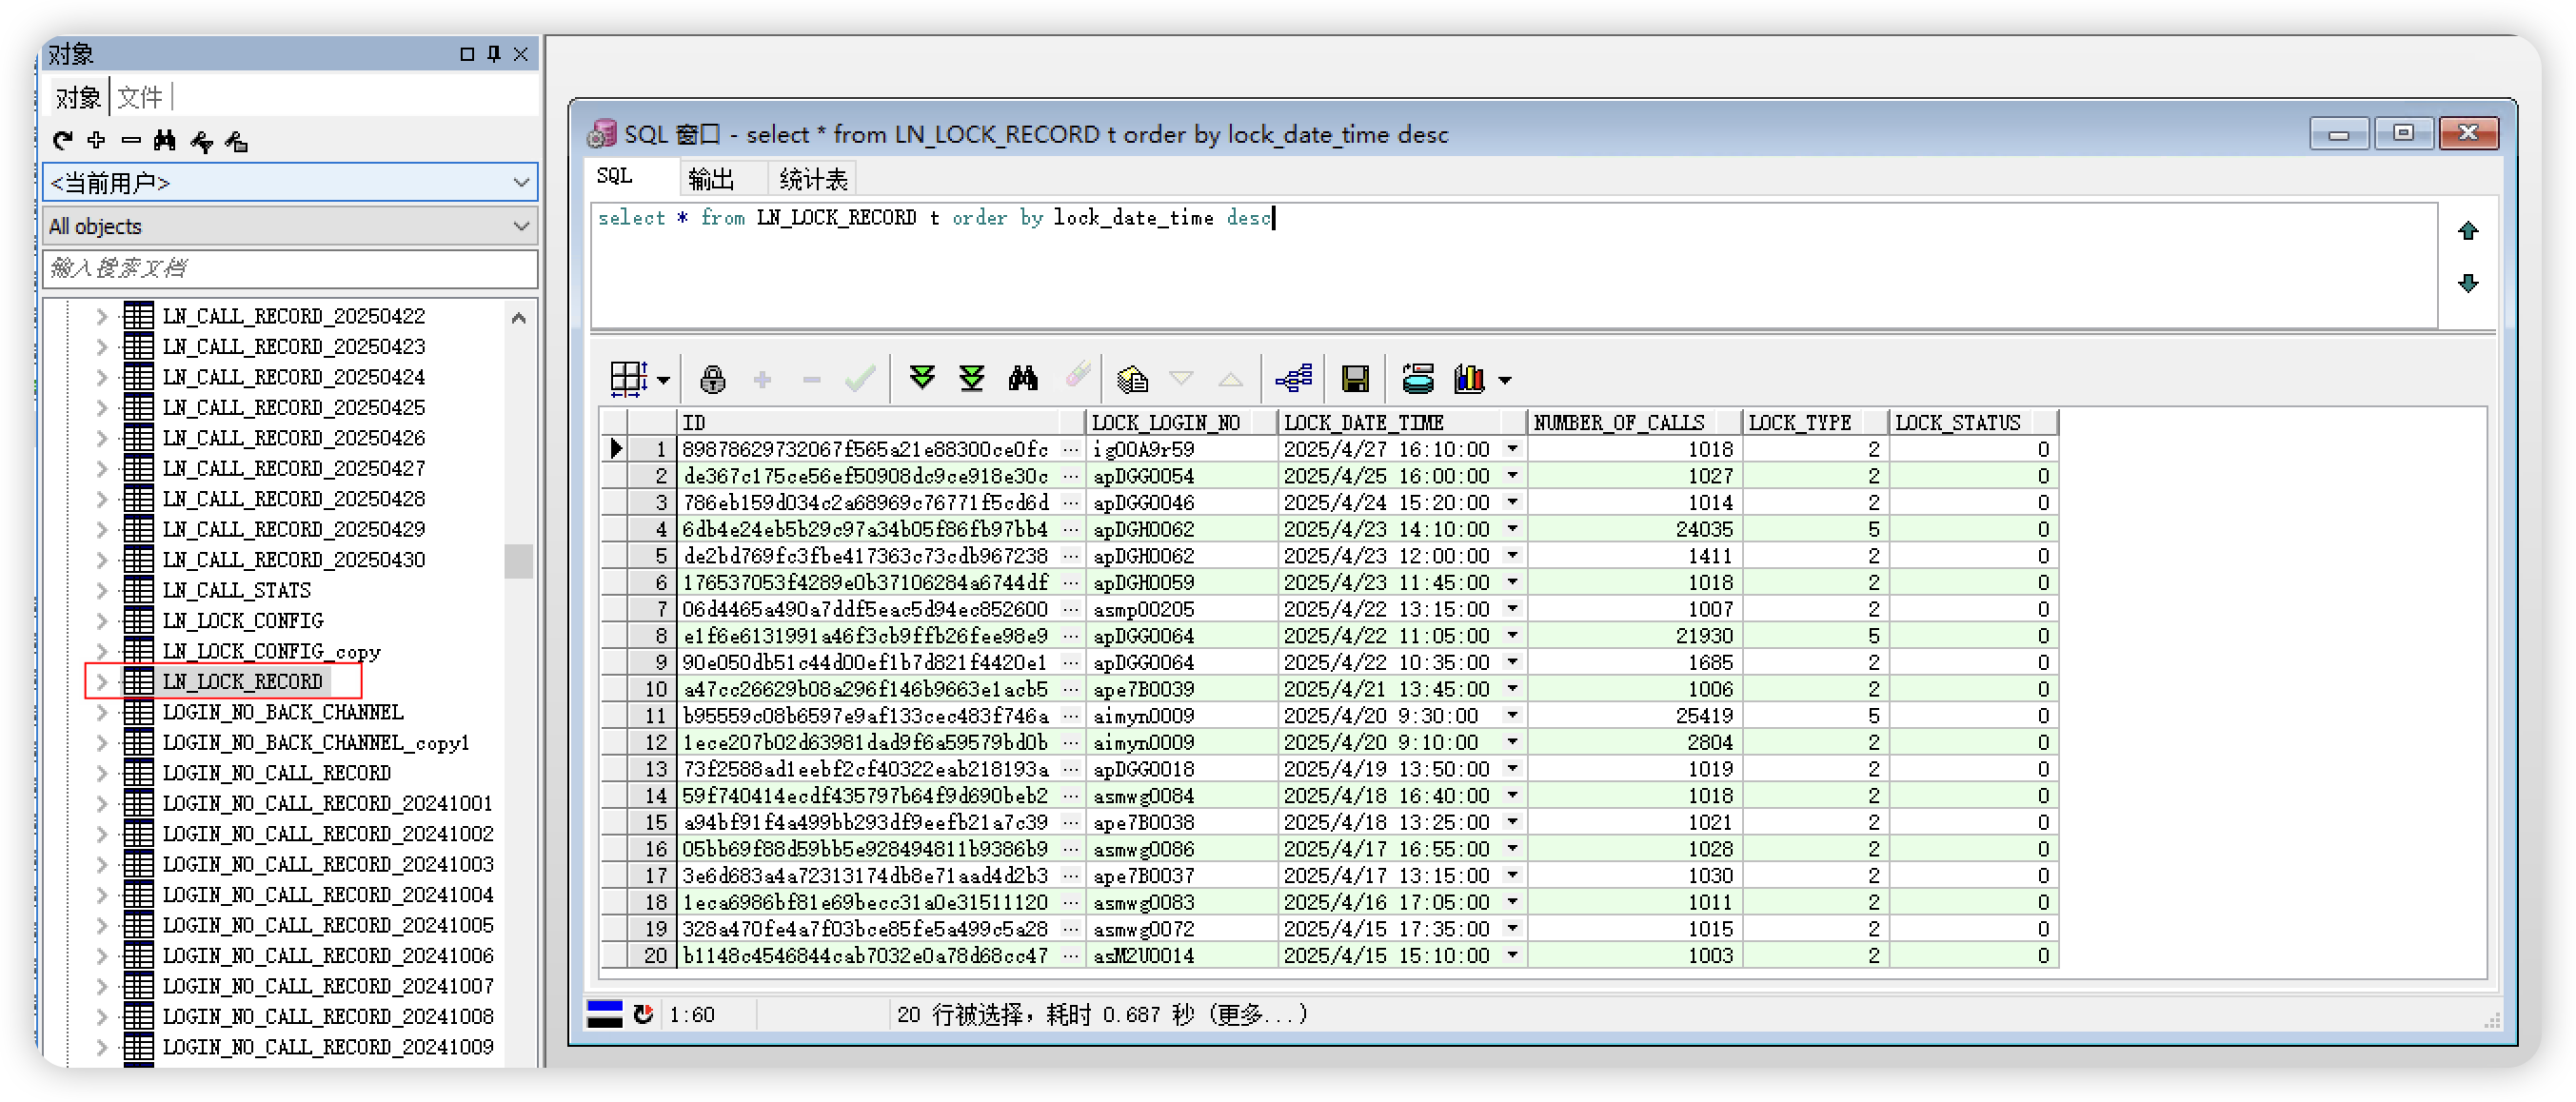 对象
对象 文件
<当前用户>
All objects
输入搜索文档
LN_CALL_RECORD_20250422
LN_CALL_RECORD_20250423
LN_CALL_RECORD_20250424
LN_CALL_RECORD_20250425
LN_CALL_RECORD_20250426
LN_CALL_RECORD_20250427
LN_CALL_RECORD_20250428
LN_CALL_RECORD_20250429
LN_CALL_RECORD_20250430
LN_CALL_STATS
LN_LOCK_CONFIG
LN_LOCK_CONFIG_copy
LN_LOCK_RECORD
LOGIN_NO_BACK_CHANNEL
LOGIN_NO_BACK_CHANNEL_copy1
LOGIN_NO_CALL_RECORD
LOGIN_NO_CALL_RECORD_20241001
LOGIN_NO_CALL_RECORD_20241002
LOGIN_NO_CALL_RECORD_20241003
LOGIN_NO_CALL_RECORD_20241004
LOGIN_NO_CALL_RECORD_20241005
LOGIN_NO_CALL_RECORD_20241006
LOGIN_NO_CALL_RECORD_20241007
LOGIN_NO_CALL_RECORD_20241008
LOGIN_NO_CALL_RECORD_20241009
SQL 窗口 - select * from LN_LOCK_RECORD t order by lock_date_time desc
SQL 输出 统计表
select * from LN_LOCK_RECORD t order by lock_date_time desc
ID LOCK_LOGIN_NO LOCK_DATE_TIME NUMBER_OF_CALLS LOCK_TYPE LOCK_STATUS
1 89878629732067f565a21e88300ce0fc ... ig00A9r59 2025/4/27 16:10:00 1018 2 0
2 de367c175ce56ef50908dc9ce918e30c ... apDGG0054 2025/4/25 16:00:00 1027 2 0
3 786eb159d034c2a68969c76771f5cd6d ... apDGG0046 2025/4/24 15:20:00 1014 2 0
4 6db4e24eb5b29c97a34b05f86fb97bb4 ... apDGH0062 2025/4/23 14:10:00 24035 5 0
5 de2bd769fc3fbe417363c73cdb967238 ... apDGH0062 2025/4/23 12:00:00 1411 2 0
6 176537053f4289e0b37106284a6744df ... apDGH0059 2025/4/23 11:45:00 1018 2 0
7 06d4465a490a7ddf5eac5d94ec852600 ... asmp00205 2025/4/22 13:15:00 1007 2 0
8 e1f6e6131991a46f3cb9ffb26fee98e9 ... apDGG0064 2025/4/22 11:05:00 21930 5 0
9 90e050db51c44d00ef1b7d821f4420e1 ... apDGG0064 2025/4/22 10:35:00 1685 2 0
10 a47cc26629b08a296f146b9663e1acb5 ... ape7B0039 2025/4/21 13:45:00 1006 2 0
11 b95559c08b6597e9af133cec483f746a ... aimyn0009 2025/4/20 9:30:00 25419 5 0
12 1ece207b02d63981dad9f6a59579bd0b ... aimyn0009 2025/4/20 9:10:00 2804 2 0
13 73f2588ad1eebf2cf40322eab218193a ... apDGG0018 2025/4/19 13:50:00 1019 2 0
14 59f740414ecdf435797b64f9d690beb2 ... asmwg0084 2025/4/18 16:40:00 1018 2 0
15 a94bf91f4a499bb293df9eefb21a7c39 ... ape7B0038 2025/4/18 13:25:00 1021 2 0
16 05bb69f88d59bb5e928494811b9386b9 ... asmwg0086 2025/4/17 16:55:00 1028 2 0
17 3e6d683a4a72313174db8e71aad4d2b3 ... ape7B0037 2025/4/17 13:15:00 1030 2 0
18 1eca6986bf81e69becc31a0e31511120 ... asmwg0083 2025/4/16 17:05:00 1011 2 0
19 328a470fe4a7f03bce85fe5a499c5a28 ... asmwg0072 2025/4/15 17:35:00 1015 2 0
20 b1148c4546844cab7032e0a78d68cc47 ... asM2U0014 2025/4/15 15:10:00 1003 2 0
1:60 20 行被选择，耗时 0.687 秒 (更多...)